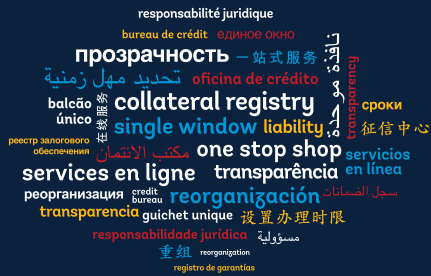 responsabilité juridique
bureau de crédit
единое окно
прозрачность
一站式服务
نافذة موحدة
تحديد مهل زمنية
oficina de crédito
transparency
balcão único
在线服务
collateral registry
сроки
single window
liability
征信中心
реестр залогового обеспечения
مكتب الائتمان
one stop shop
servicios en línea
services en ligne
transparência
реорганизация
credit bureau
reorganización
سجل الضمانات
transparencia
guichet unique
设置办理时限
responsabilidade jurídica
مسؤولية
重组
reorganization
registro de garantías